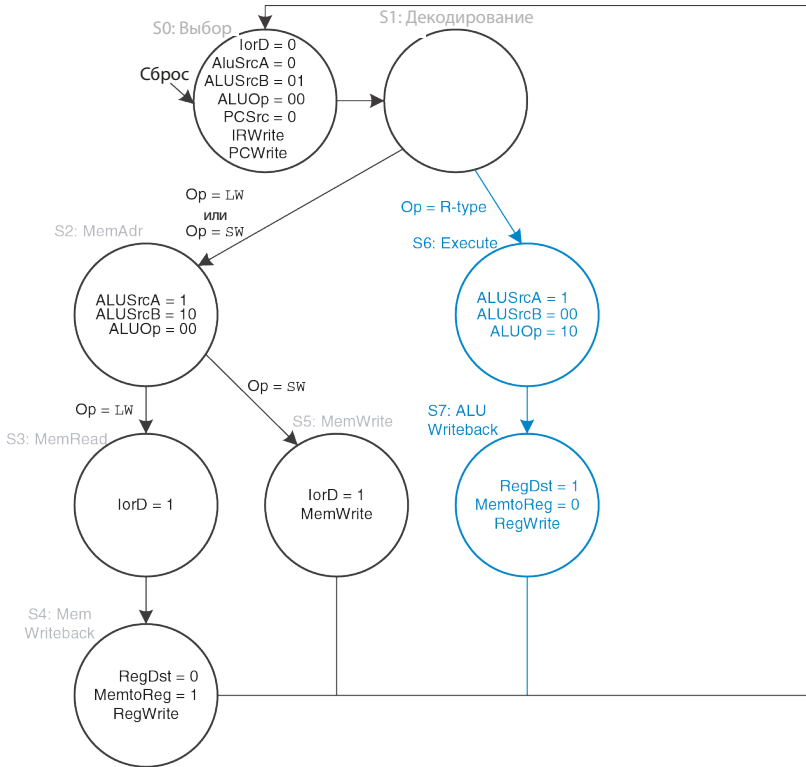 S0: Выбор
S1: Декодирование
Сброс
IorD = 0
AluSrcA = 0
ALUSrcB = 01
ALUOp = 00
PCSrc = 0
IRWrite
PCWrite
Op = LW
или
Op = SW
Op = R-type
S2: MemAdr
S6: Execute
ALUSrcA = 1
ALUSrcB = 10
ALUOp = 00
ALUSrcA = 1
ALUSrcB = 00
ALUOp = 10
Op = SW
Op = LW
S7: ALU
Writeback
S5: MemWrite
S3: MemRead
IorD = 1
IorD = 1
MemWrite
RegDst = 1
MemtoReg = 0
RegWrite
S4: Mem
Writeback
RegDst = 0
MemtoReg = 1
RegWrite